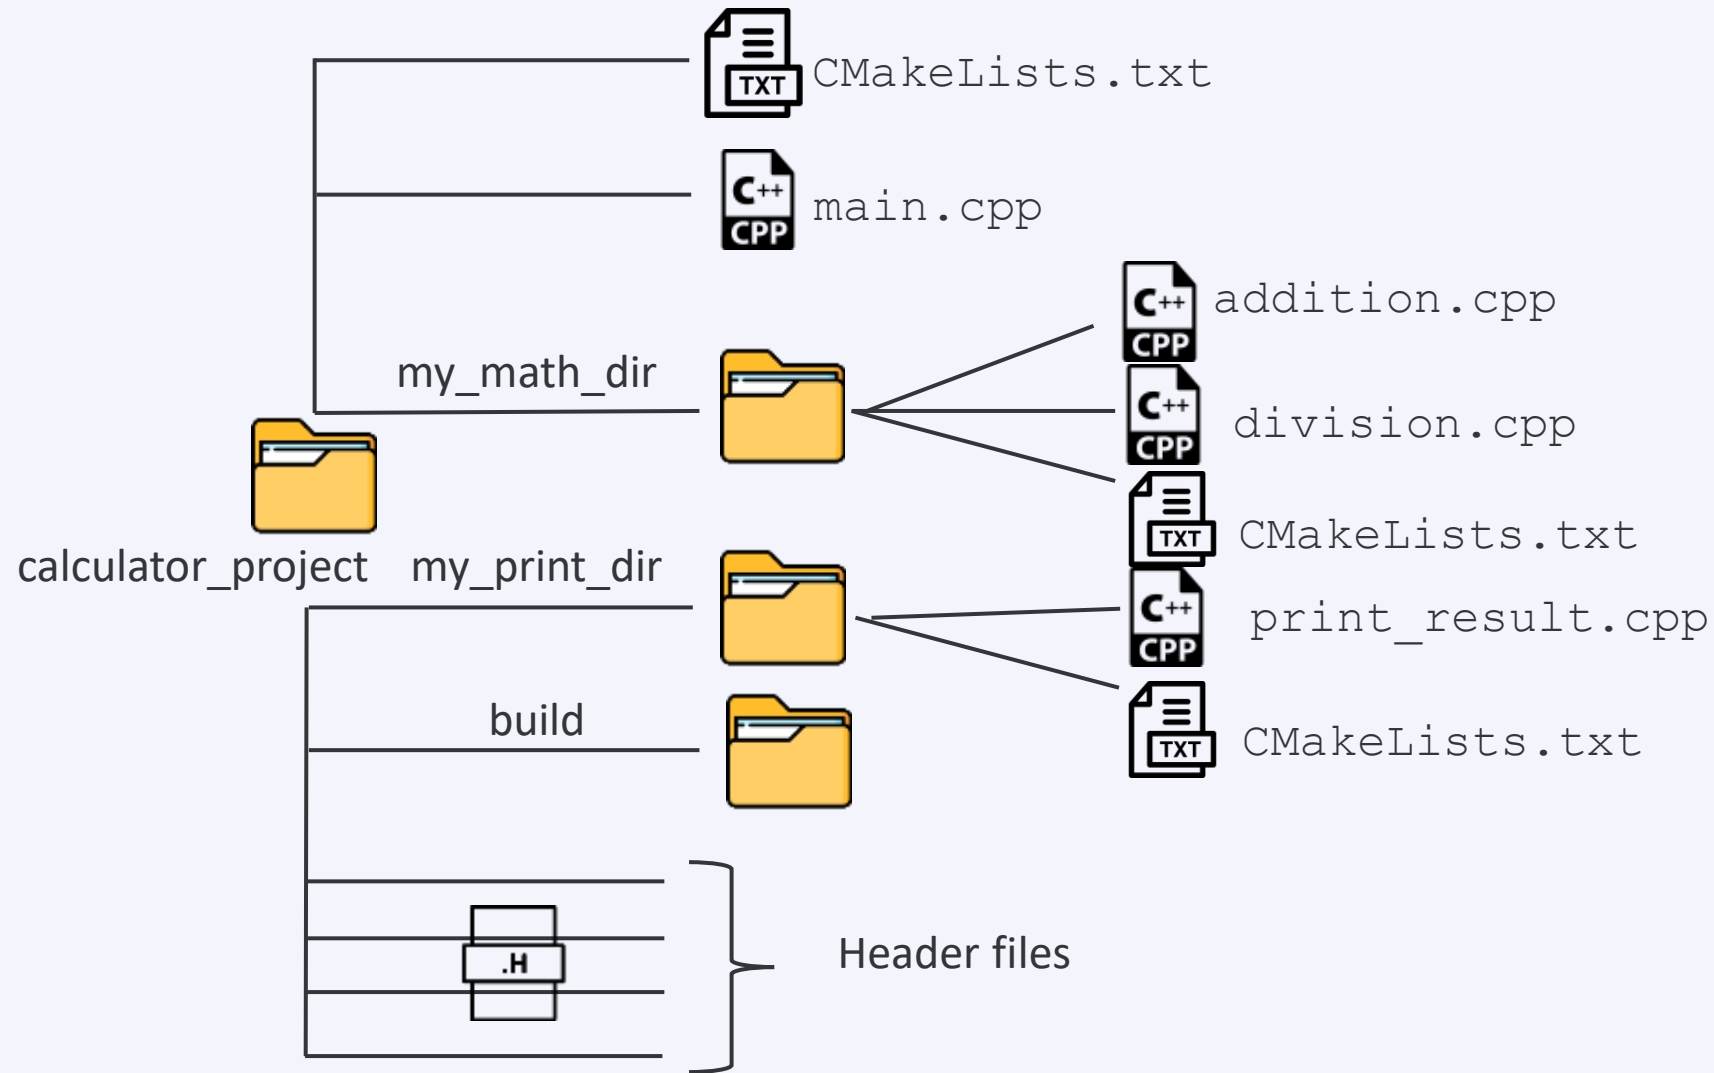 TXT
CMakeLists.txt
C++
CPP
main.cpp
C++
CPP
addition.cpp
my_math_dir
C++
CPP
division.cpp
TXT
CMakeLists.txt
calculator_project
my_print_dir
C++
CPP
print_result.cpp
build
TXT
CMakeLists.txt
.H
Header files